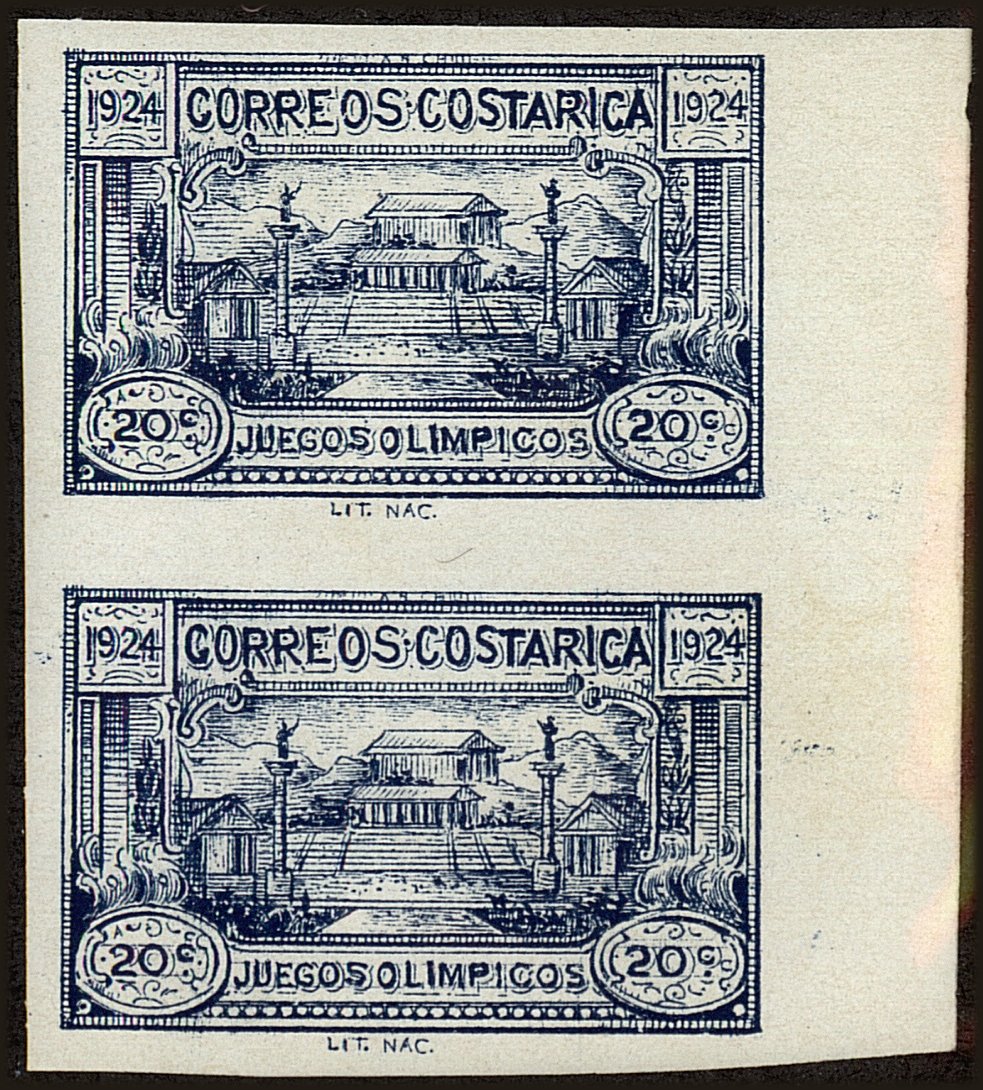 1924 CORREOS·COSTARICA 1924
20c JUEGOS OLIMPICOS 20c
LIT. NAC.
1924 CORREOS·COSTARICA 1924
20c JUEGOS OLIMPICOS 20c
LIT. NAC.